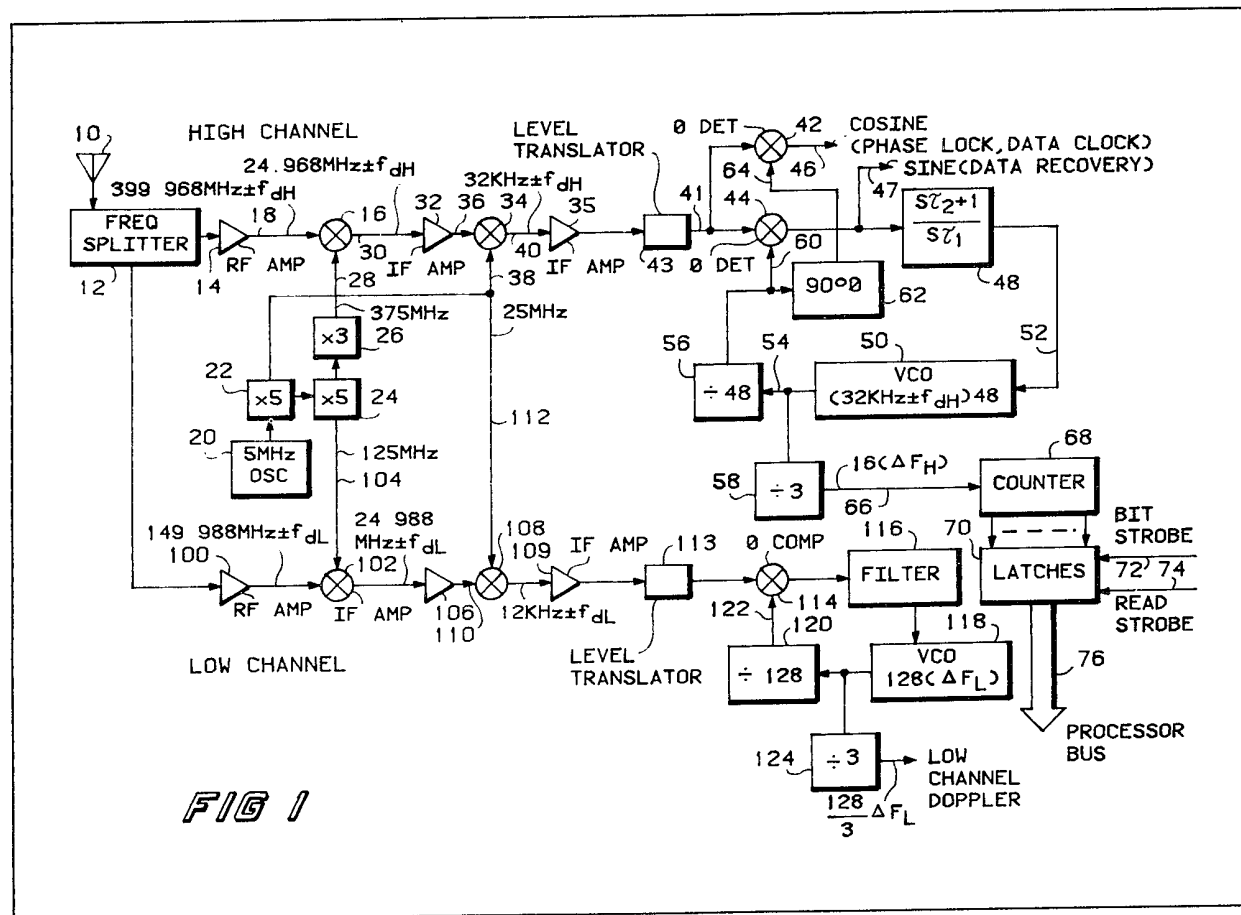 10
HIGH CHANNEL
LEVEL
TRANSLATOR
0 DET
42
COSINE
(PHASE LOCK, DATA CLOCK)
46
SINE(DATA RECOVERY)
47
399 968MHz±fdH
24.968MHz±fdH
32KHz±fdH
FREQ
SPLITTER
12
14
18
RF AMP
16
30
28
32
36
IF AMP
34
40
38
35
IF AMP
43
41
64
44
0 DET
60
90°0
62
Sτ2+1
Sτ1
48
52
375MHz
×3
26
25MHz
22
×5
×5
24
20
5MHz
OSC
125MHz
104
112
56
÷ 48
54
50
VCO
(32KHz±fdH)48
58
÷ 3
16(ΔFH)
66
68
COUNTER
BIT
STROBE
70
LATCHES
72
74
READ
STROBE
76
PROCESSOR
BUS
149 988MHz±fdL
100
RF AMP
24 988
MHz±fdL
102
IF AMP
106
108
110
12KHz±fdL
109
IF AMP
113
LEVEL
TRANSLATOR
0 COMP
114
116
FILTER
122
120
÷ 128
118
VCO
128(ΔFL)
124
÷ 3
LOW
CHANNEL
DOPPLER
128
3
ΔFL
LOW CHANNEL
FIG 1